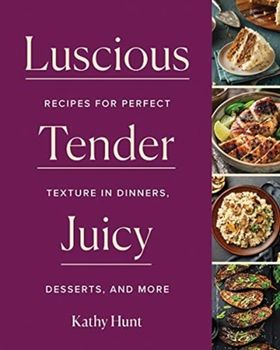 Luscious
RECIPES FOR PERFECT
Tender
TEXTURE IN DINNERS,
Juicy
DESSERTS, AND MORE
Kathy Hunt